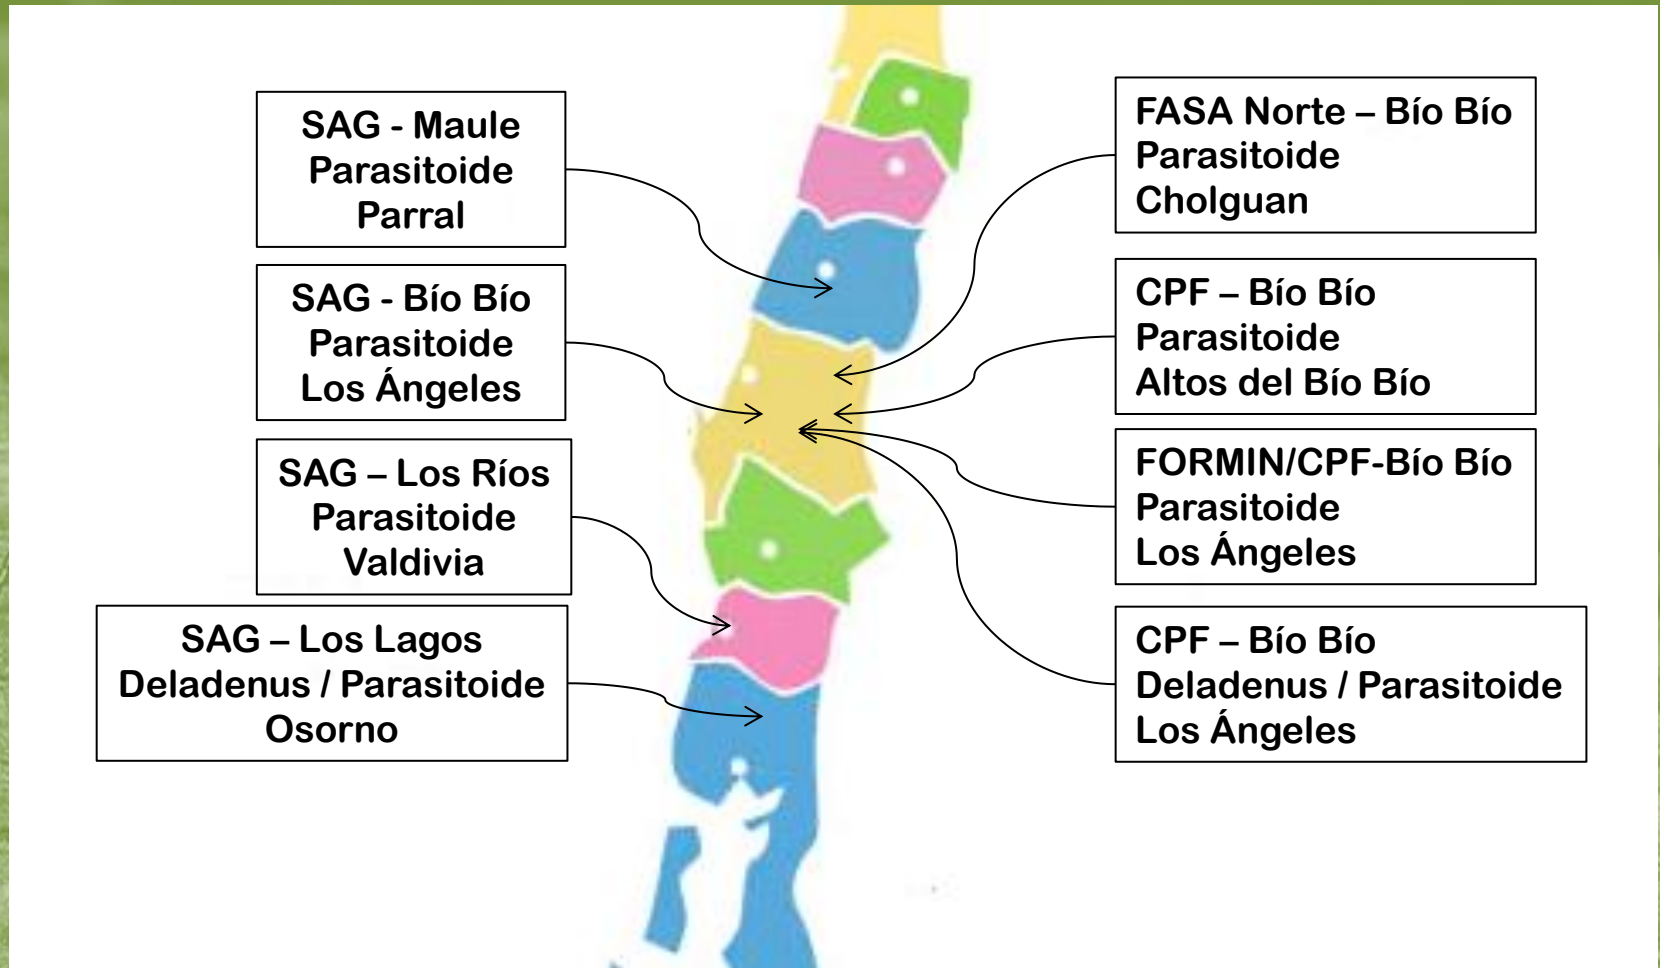 SAG - Maule
Parasitoide
Parral
SAG - Bío Bío
Parasitoide
Los Ángeles
SAG – Los Ríos
Parasitoide
Valdivia
SAG – Los Lagos
Deladenus / Parasitoide
Osorno
FASA Norte – Bío Bío
Parasitoide
Cholguan
CPF – Bío Bío
Parasitoide
Altos del Bío Bío
FORMIN/CPF-Bío Bío
Parasitoide
Los Ángeles
CPF – Bío Bío
Deladenus / Parasitoide
Los Ángeles